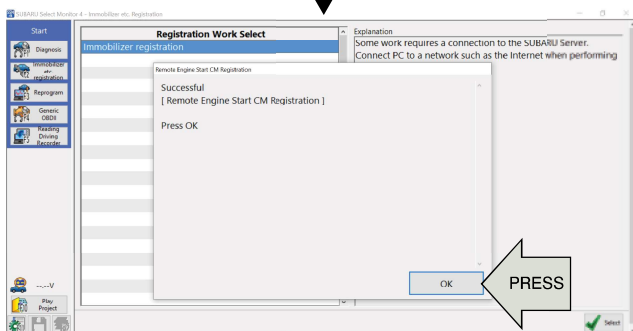 SUBARU Select Monitor 4 - Immobilizer etc. Registration
Start
Diagnosis
Immobilizer
etc.
registration
Reprogram
Generic
OBDII
Reading
Driving
Recorder
--.--V
Play
Project
Registration Work Select
Immobilizer registration
Explanation
Some work requires a connection to the SUBARU Server.
Connect PC to a network such as the Internet when performing
Remote Engine Start CM Registration
Successful
[ Remote Engine Start CM Registration ]
Press OK
OK
PRESS
Select